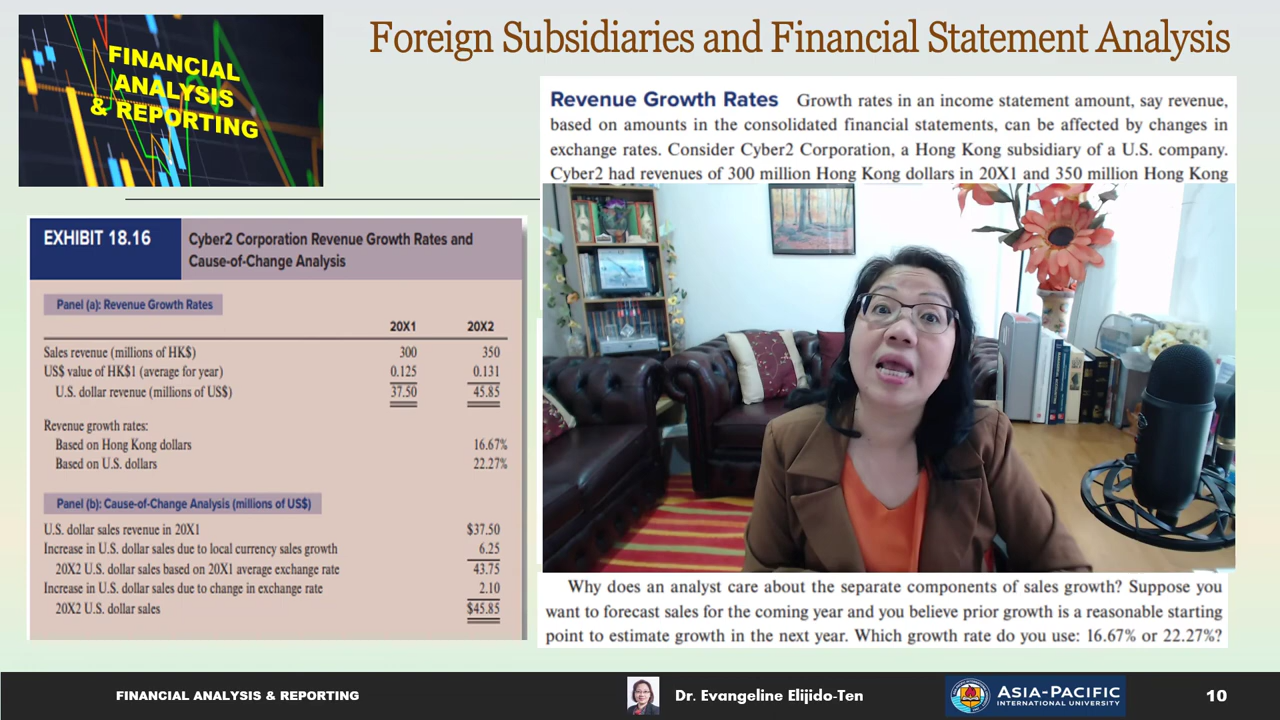 Foreign Subsidiaries and Financial Statement Analysis
FINANCIAL
ANALYSIS
& REPORTING
Revenue Growth Rates Growth rates in an income statement amount, say revenue,
based on amounts in the consolidated financial statements, can be affected by changes in
exchange rates. Consider Cyber2 Corporation, a Hong Kong subsidiary of a U.S. company.
Cyber2 had revenues of 300 million Hong Kong dollars in 20X1 and 350 million Hong Kong
EXHIBIT 18.16
Cyber2 Corporation Revenue Growth Rates and
Cause-of-Change Analysis
Panel (a): Revenue Growth Rates
20X1 20X2
Sales revenue (millions of HK$) 300 350
US$ value of HK$1 (average for year) 0.125 0.131
U.S. dollar revenue (millions of US$) 37.50 45.85
Revenue growth rates:
Based on Hong Kong dollars 16.67%
Based on U.S. dollars 22.27%
Panel (b): Cause-of-Change Analysis (millions of US$)
U.S. dollar sales revenue in 20X1 $37.50
Increase in U.S. dollar sales due to local currency sales growth 6.25
20X2 U.S. dollar sales based on 20X1 average exchange rate 43.75
Increase in U.S. dollar sales due to change in exchange rate 2.10
20X2 U.S. dollar sales $45.85
Why does an analyst care about the separate components of sales growth? Suppose you
want to forecast sales for the coming year and you believe prior growth is a reasonable starting
point to estimate growth in the next year. Which growth rate do you use: 16.67% or 22.27%?
FINANCIAL ANALYSIS & REPORTING
Dr. Evangeline Elijido-Ten
ASIA-PACIFIC
INTERNATIONAL UNIVERSITY
10